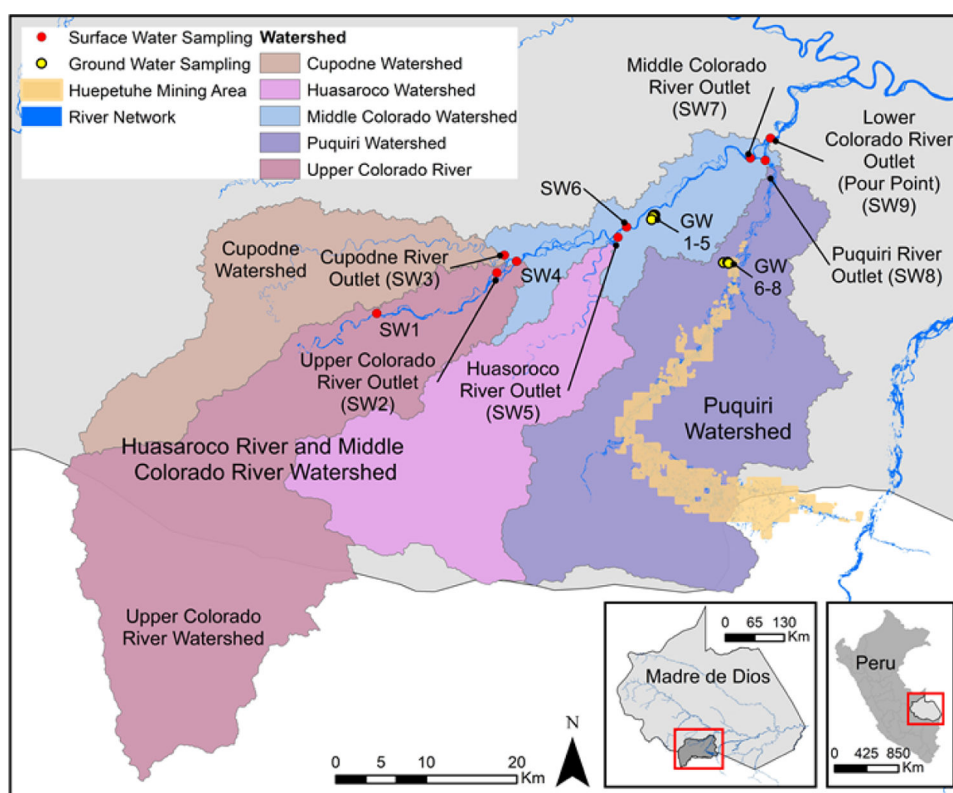 Surface Water Sampling
Ground Water Sampling
Huepetuhe Mining Area
River Network
Watershed
Cupodne Watershed
Huasaroco Watershed
Middle Colorado Watershed
Puquiri Watershed
Upper Colorado River
Middle Colorado
River Outlet
(SW7)
Lower
Colorado River
Outlet
(Pour Point)
(SW9)
SW6
GW
1-5
Puquiri River
Outlet (SW8)
GW
6-8
Cupodne
Watershed
Cupodne River
Outlet (SW3)
SW4
SW1
Upper Colorado
River Outlet
(SW2)
Huasoroco
River Outlet
(SW5)
Puquiri
Watershed
Huasaroco River and Middle
Colorado River Watershed
Upper Colorado
River Watershed
0 5 10 20
Km
N
0 65 130
Km
Madre de Dios
Peru
0 425 850
Km